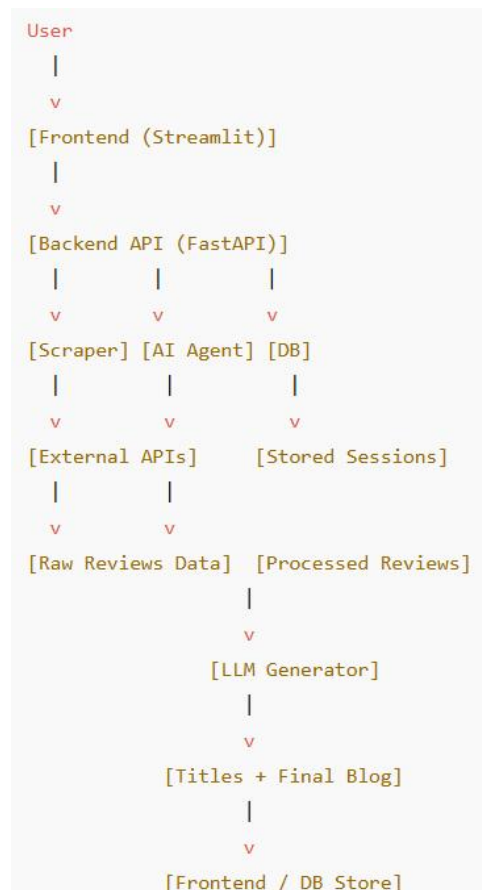 User
|
v
[Frontend (Streamlit)]
|
v
[Backend API (FastAPI)]
| | |
v v v
[Scraper] [AI Agent] [DB]
| | |
v v v
[External APIs] [Stored Sessions]
| |
v v
[Raw Reviews Data] [Processed Reviews]
|
v
[LLM Generator]
|
v
[Titles + Final Blog]
|
v
[Frontend / DB Store]